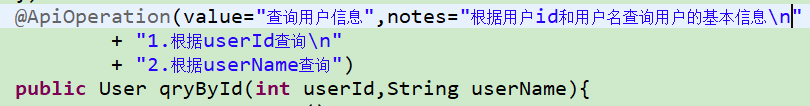 @ApiOperation(value="查询用户信息",notes="根据用户id和用户名查询用户的基本信息\n"
+ "1.根据userId查询\n"
+ "2.根据userName查询")
public User qryById(int userId,String userName){